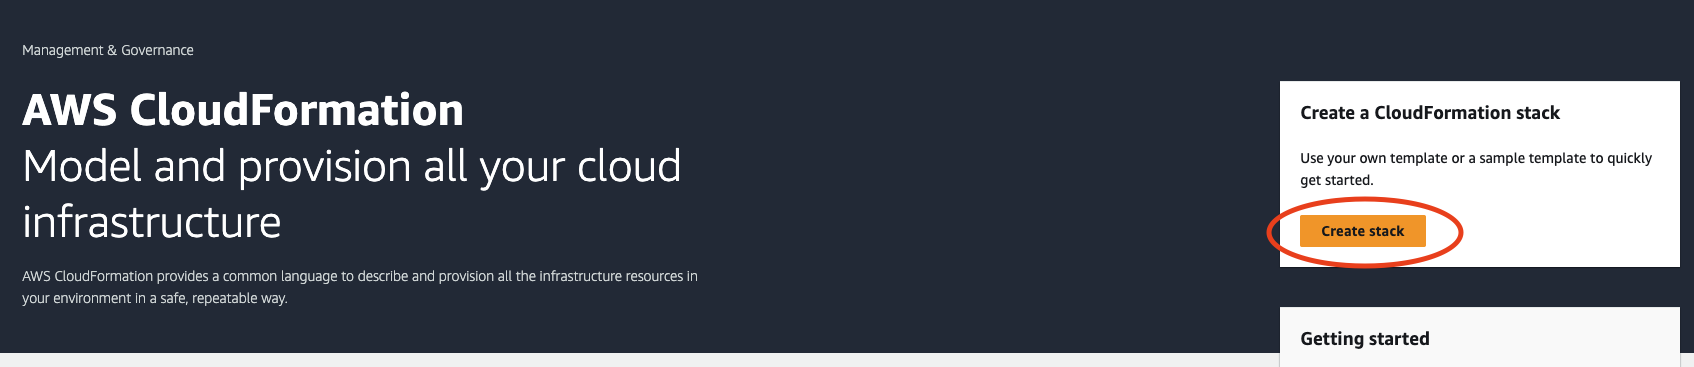 Management & Governance
AWS CloudFormation
Model and provision all your cloud
infrastructure
AWS CloudFormation provides a common language to describe and provision all the infrastructure resources in
your environment in a safe, repeatable way.
Create a CloudFormation stack
Use your own template or a sample template to quickly
get started.
Create stack
Getting started